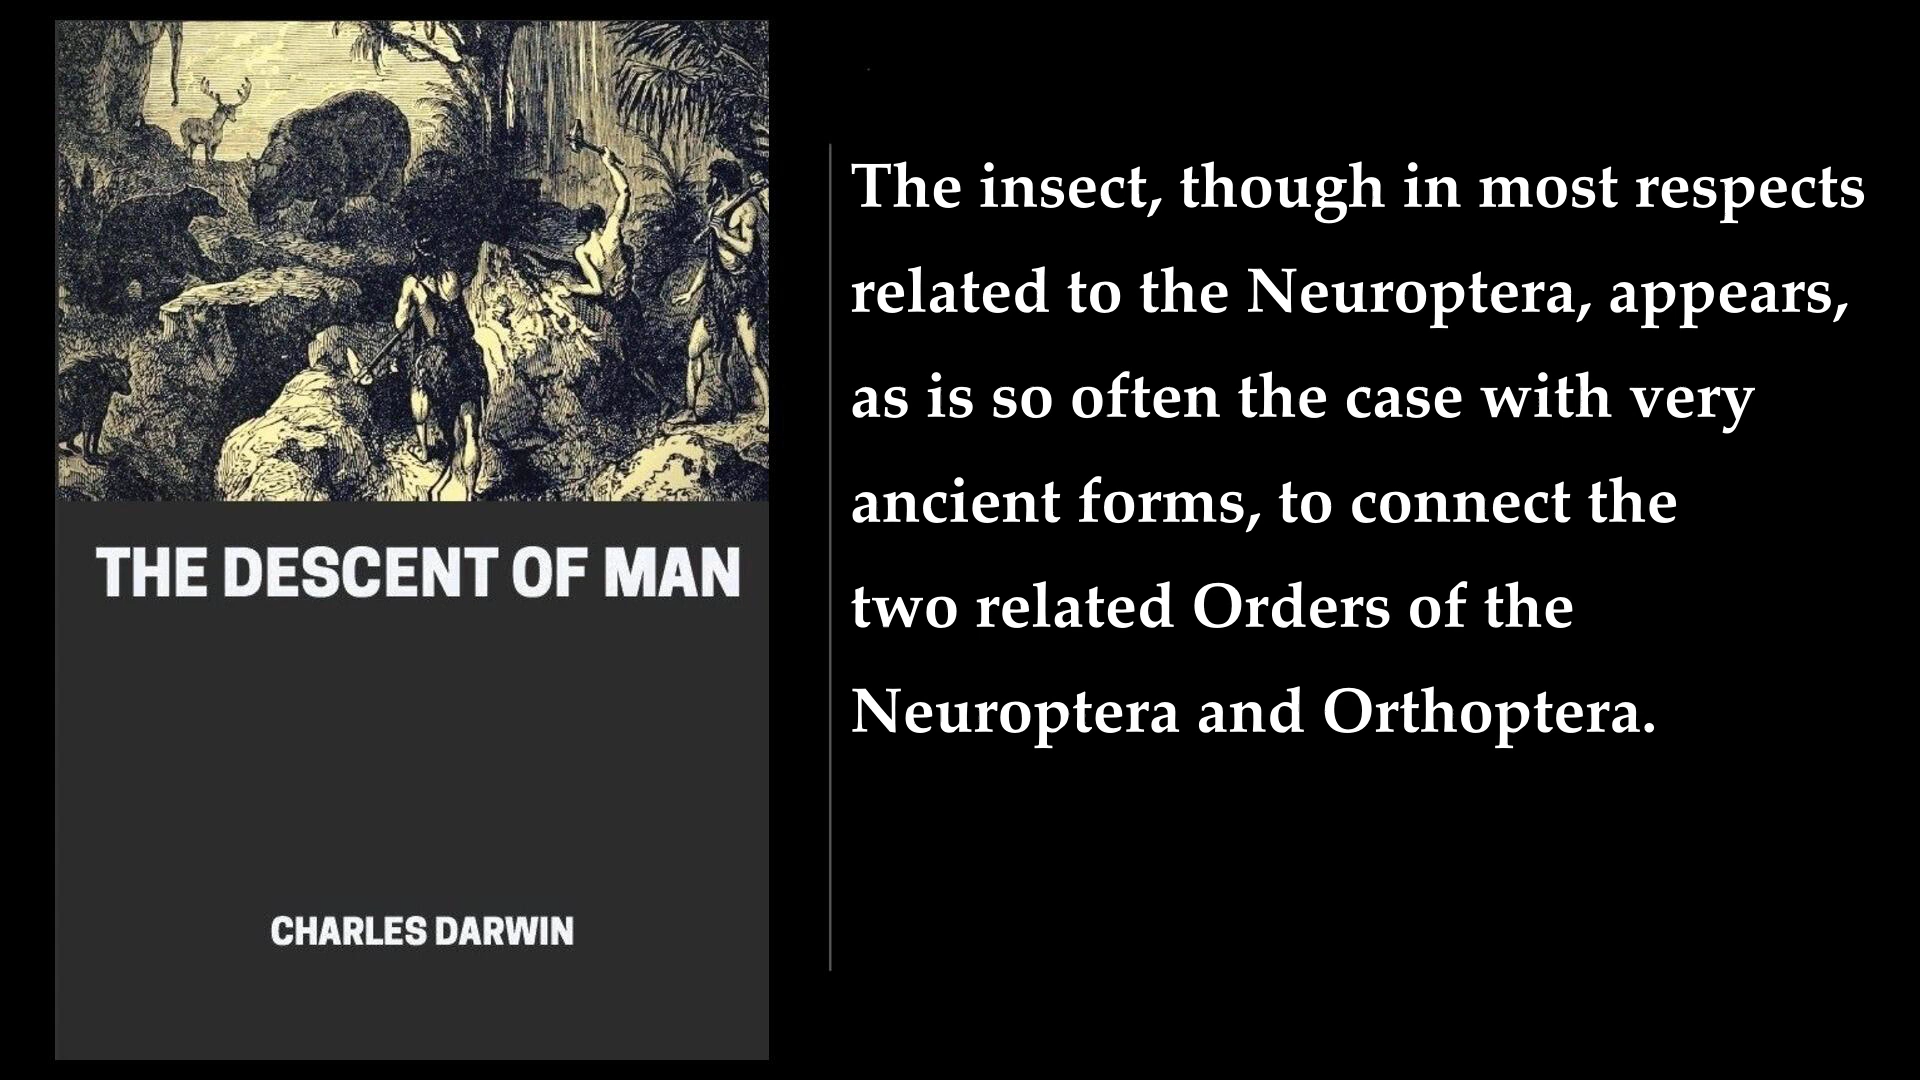 THE DESCENT OF MAN
CHARLES DARWIN
The insect, though in most respects
related to the Neuroptera, appears,
as is so often the case with very
ancient forms, to connect the
two related Orders of the
Neuroptera and Orthoptera.